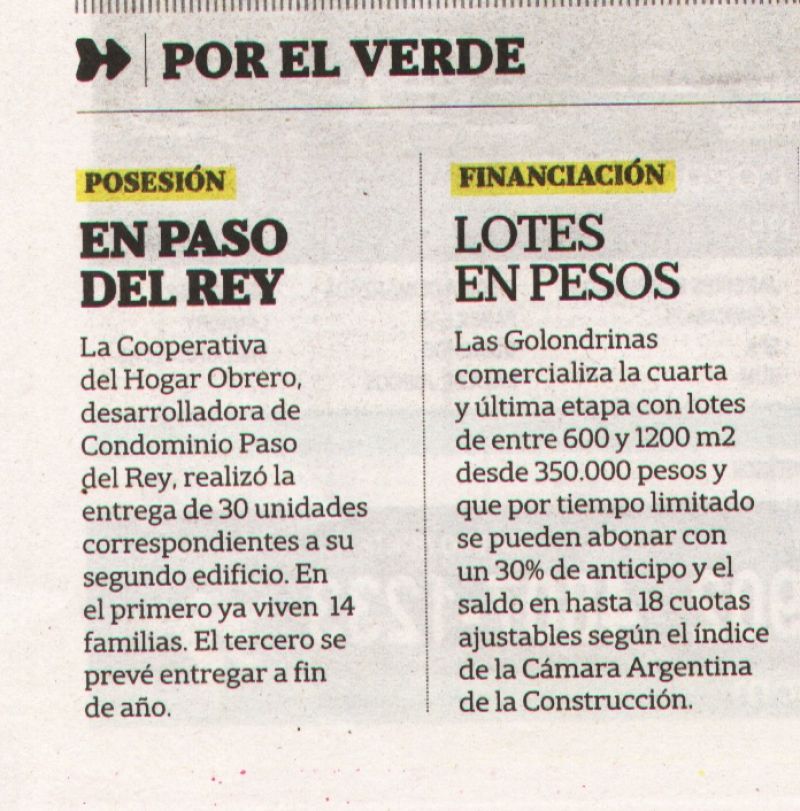 POR EL VERDE
POSESIÓN
EN PASO
DEL REY
La Cooperativa
del Hogar Obrero,
desarrolladora de
Condominio Paso
del Rey, realizó la
entrega de 30 unidades
correspondientes a su
segundo edificio. En
el primero ya viven 14
familias. El tercero se
prevé entregar a fin
de año.
FINANCIACIÓN
LOTES
EN PESOS
Las Golondrinas
comercializa la cuarta
y última etapa con lotes
de entre 600 y 1200 m2
desde 350.000 pesos y
que por tiempo limitado
se pueden abonar con
un 30% de anticipo y el
saldo en hasta 18 cuotas
ajustables según el índice
de la Cámara Argentina
de la Construcción.